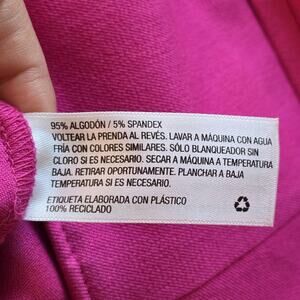 95% ALGODÓN / 5% SPANDEX
VOLTEAR LA PRENDA AL REVÉS. LAVAR A MÁQUINA CON AGUA
FRÍA CON COLORES SIMILARES. SÓLO BLANQUEADOR SIN
CLORO SI ES NECESARIO. SECAR A MÁQUINA A TEMPERATURA
BAJA. RETIRAR OPORTUNAMENTE. PLANCHAR A BAJA
TEMPERATURA SI ES NECESARIO.
ETIQUETA ELABORADA CON PLÁSTICO
100% RECICLADO